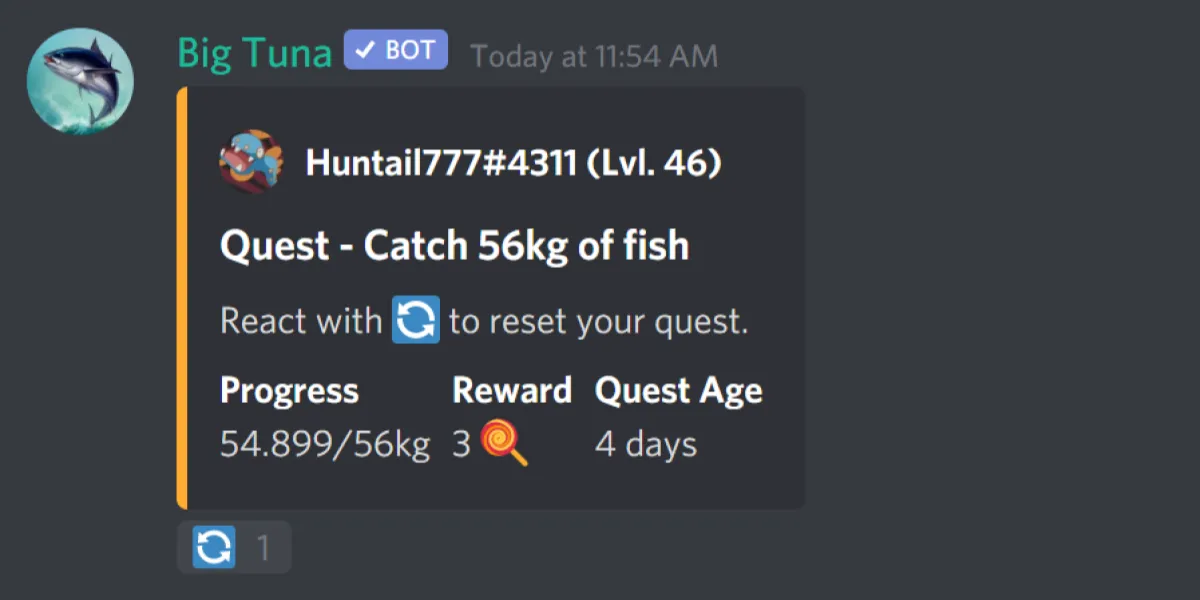 Big Tuna ✓ BOT Today at 11:54 AM
Huntail777#4311 (Lvl. 46)
Quest - Catch 56kg of fish
React with 🔄 to reset your quest.
Progress Reward Quest Age
54.899/56kg 3 🍭 4 days
🔄 1